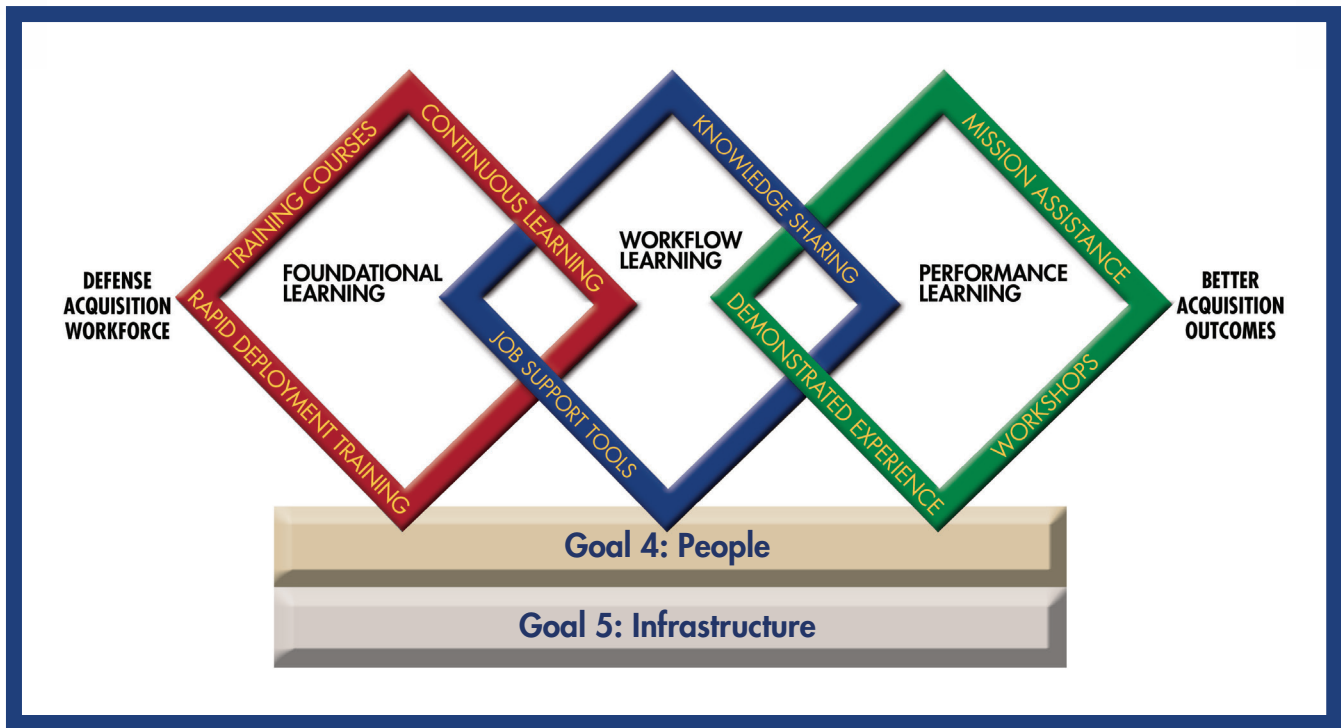 DEFENSE
ACQUISITION
WORKFORCE
TRAINING COURSES
CONTINUOUS LEARNING
RAPID DEPLOYMENT TRAINING
FOUNDATIONAL
LEARNING
KNOWLEDGE SHARING
JOB SUPPORT TOOLS
WORKFLOW
LEARNING
MISSION ASSISTANCE
DEMONSTRATED EXPERIENCE
WORKSHOPS
PERFORMANCE
LEARNING
BETTER
ACQUISITION
OUTCOMES
Goal 4: People
Goal 5: Infrastructure